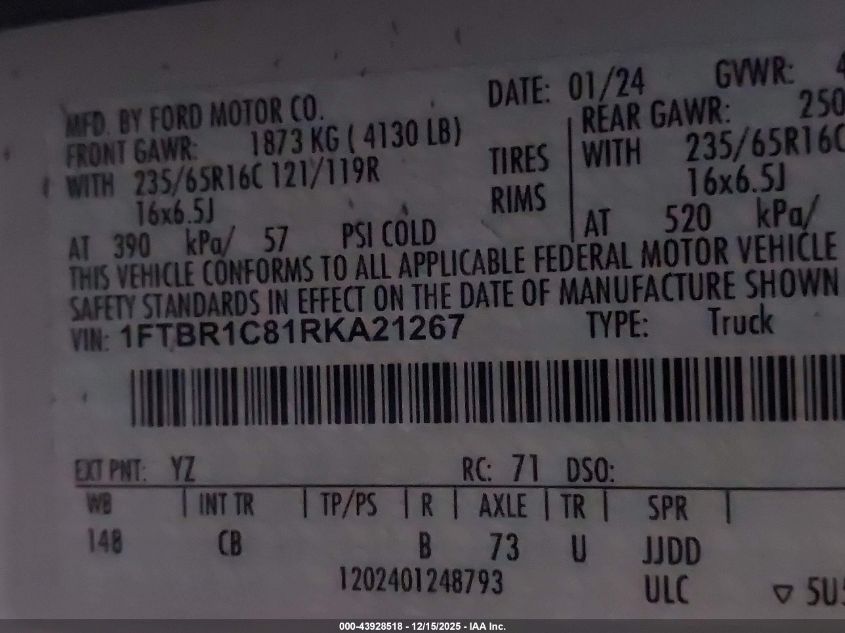 MFD. BY FORD MOTOR CO. DATE: 01/24 GVWR: 4
FRONT GAWR: 1873 KG ( 4130 LB) REAR GAWR: 250
WITH 235/65R16C 121/119R TIRES WITH 235/65R16C
16x6.5J RIMS 16x6.5J
AT 390 kPa/ 57 PSI COLD AT 520 kPa/
THIS VEHICLE CONFORMS TO ALL APPLICABLE FEDERAL MOTOR VEHICLE
SAFETY STANDARDS IN EFFECT ON THE DATE OF MANUFACTURE SHOWN
VIN: 1FTBR1C81RKA21267 TYPE: Truck
EXT PNT: YZ RC: 71 DSO:
WB INT TR TP/PS R AXLE TR SPR
148 CB B 73 U JJDD
1202401248793 ULC ▽ 5U5
000-43928518 - 12/15/2025 - IAA Inc.